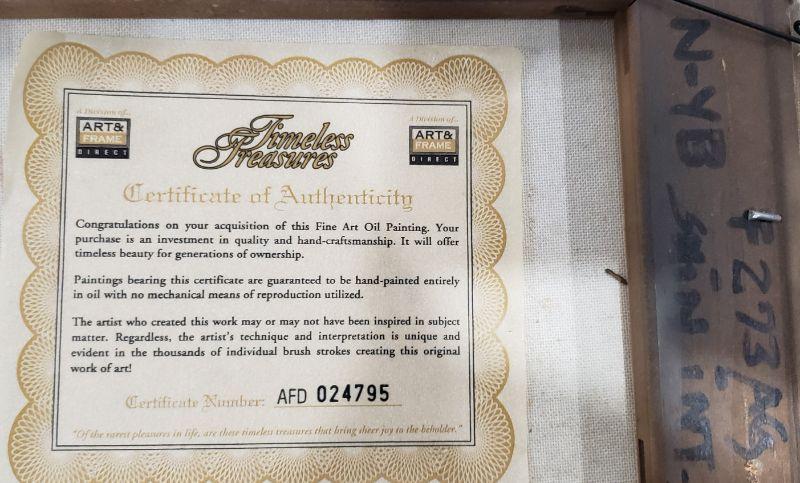 A Division of...
ART&
FRAME
DIRECT
Timeless
Treasures
A Division of...
ART&
FRAME
DIRECT
Certificate of Authenticity
Congratulations on your acquisition of this Fine Art Oil Painting. Your
purchase is an investment in quality and hand-craftsmanship. It will offer
timeless beauty for generations of ownership.
Paintings bearing this certificate are guaranteed to be hand-painted entirely
in oil with no mechanical means of reproduction utilized.
The artist who created this work may or may not have been inspired in subject
matter. Regardless, the artist's technique and interpretation is unique and
evident in the thousands of individual brush strokes creating this original
work of art!
Certificate Number: AFD 024795
"Of the rarest pleasures in life, are these timeless treasures that bring sheer joy to the beholder."
N-YB INT.